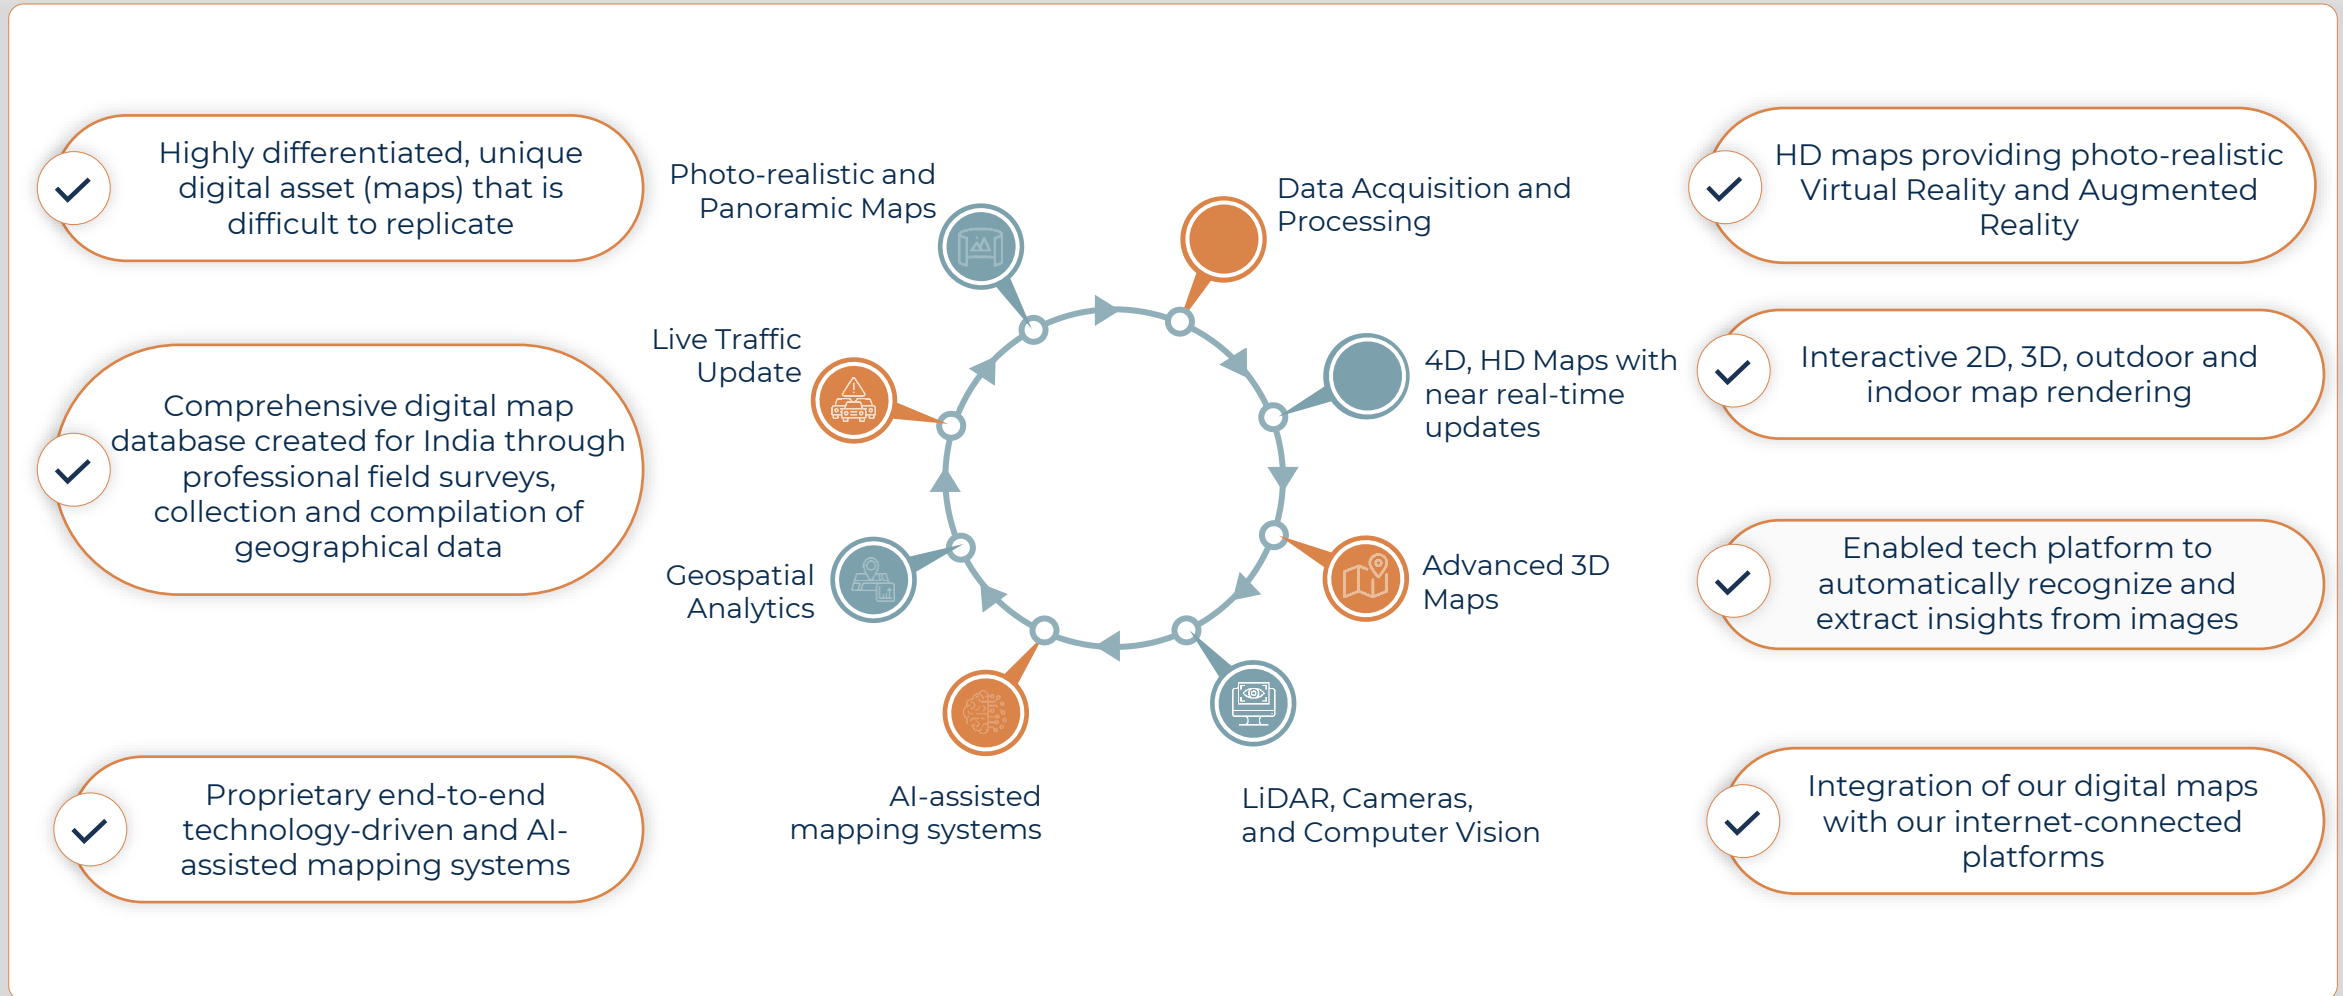 Highly differentiated, unique
digital asset (maps) that is
difficult to replicate
Comprehensive digital map
database created for India through
professional field surveys,
collection and compilation of
geographical data
Proprietary end-to-end
technology-driven and AI-
assisted mapping systems
Photo-realistic and
Panoramic Maps
Live Traffic
Update
Geospatial
Analytics
AI-assisted
mapping systems
Data Acquisition and
Processing
4D, HD Maps with
near real-time
updates
Advanced 3D
Maps
LiDAR, Cameras,
and Computer Vision
HD maps providing photo-realistic
Virtual Reality and Augmented
Reality
Interactive 2D, 3D, outdoor and
indoor map rendering
Enabled tech platform to
automatically recognize and
extract insights from images
Integration of our digital maps
with our internet-connected
platforms